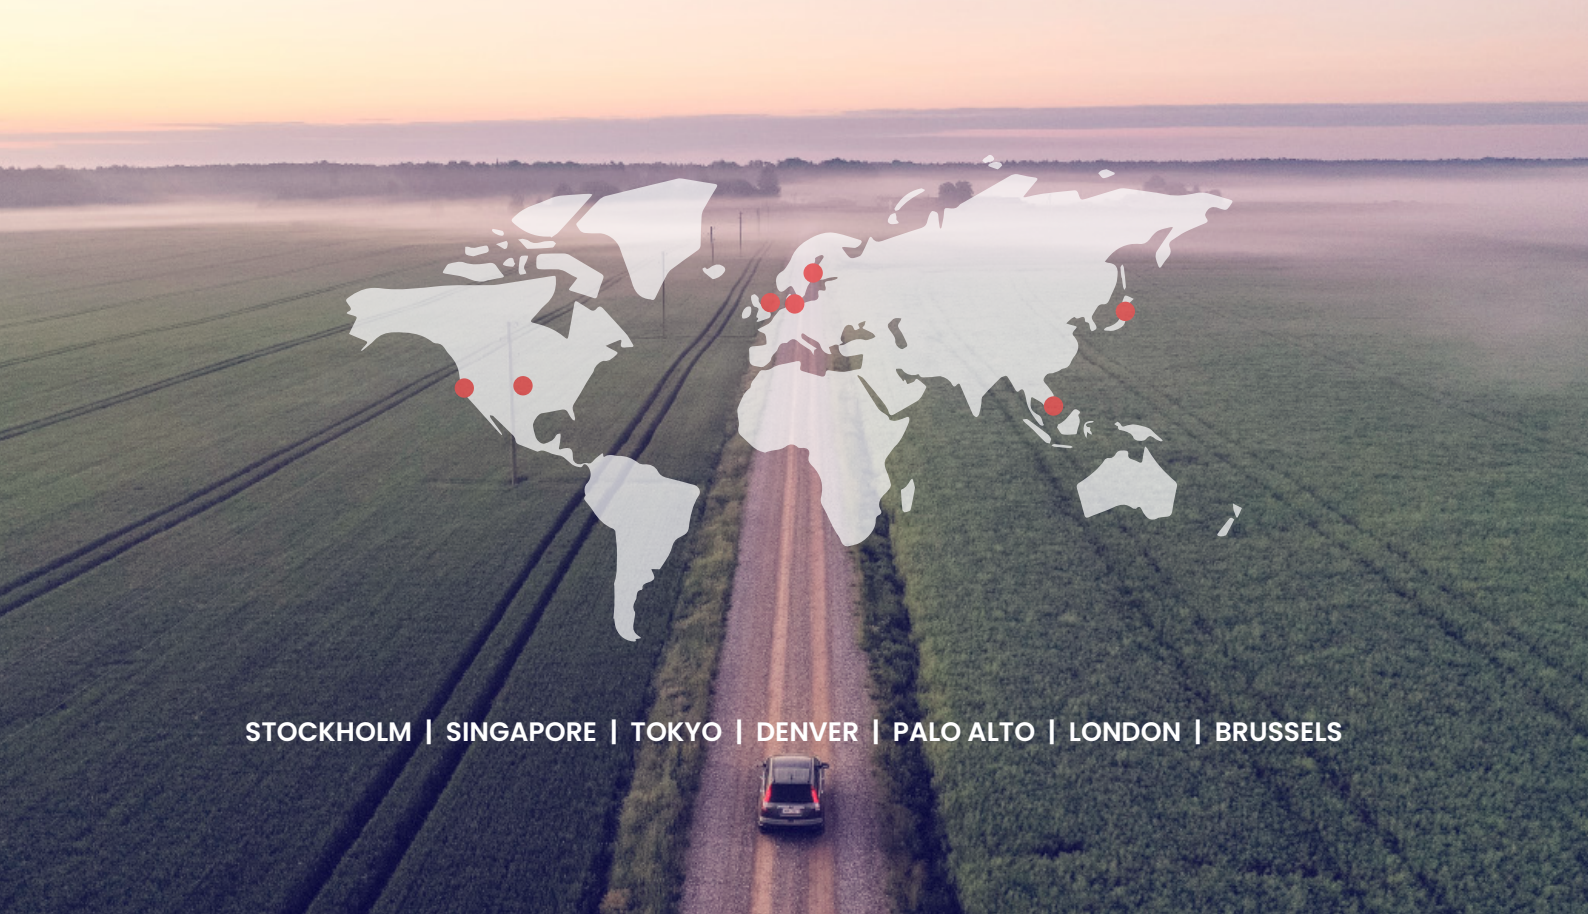 STOCKHOLM | SINGAPORE | TOKYO | DENVER | PALO ALTO | LONDON | BRUSSELS